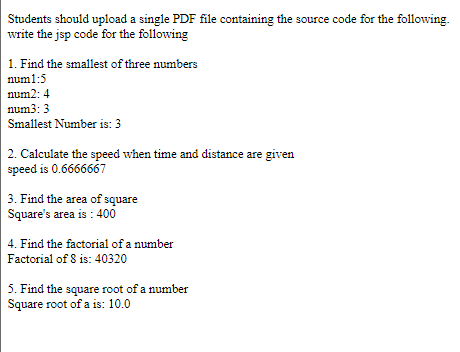 Students should upload a single PDF file containing the source code for the following.
write the jsp code for the following
1. Find the smallest of three numbers
num1:5
num2: 4
num3: 3
Smallest Number is: 3
2. Calculate the speed when time and distance are given
speed is 0.6666667
3. Find the area of square
Square's area is : 400
4. Find the factorial of a number
Factorial of 8 is: 40320
5. Find the square root of a number
Square root of a is: 10.0